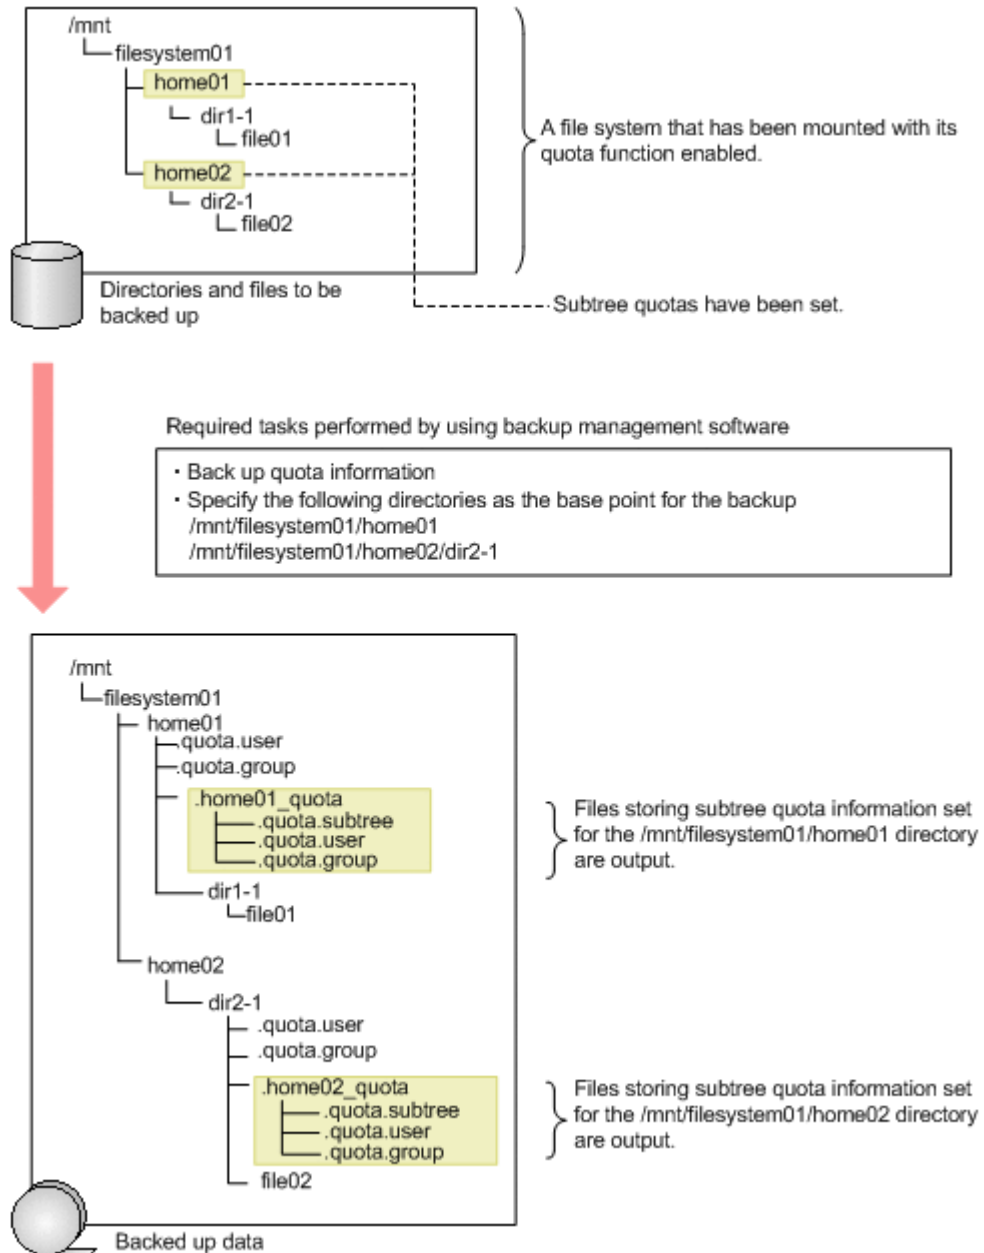 /mnt
filesystem01
home01
dir1-1
file01
home02
dir2-1
file02
A file system that has been mounted with its
quota function enabled.
Directories and files to be
backed up
Subtree quotas have been set.
Required tasks performed by using backup management software
・Back up quota information
・Specify the following directories as the base point for the backup
/mnt/filesystem01/home01
/mnt/filesystem01/home02/dir2-1
/mnt
filesystem01
home01
.quota.user
.quota.group
.home01_quota
.quota.subtree
.quota.user
.quota.group
Files storing subtree quota information set
for the /mnt/filesystem01/home01 directory
are output.
dir1-1
file01
home02
dir2-1
.quota.user
.quota.group
.home02_quota
.quota.subtree
.quota.user
.quota.group
Files storing subtree quota information set
for the /mnt/filesystem01/home02 directory
are output.
file02
Backed up data